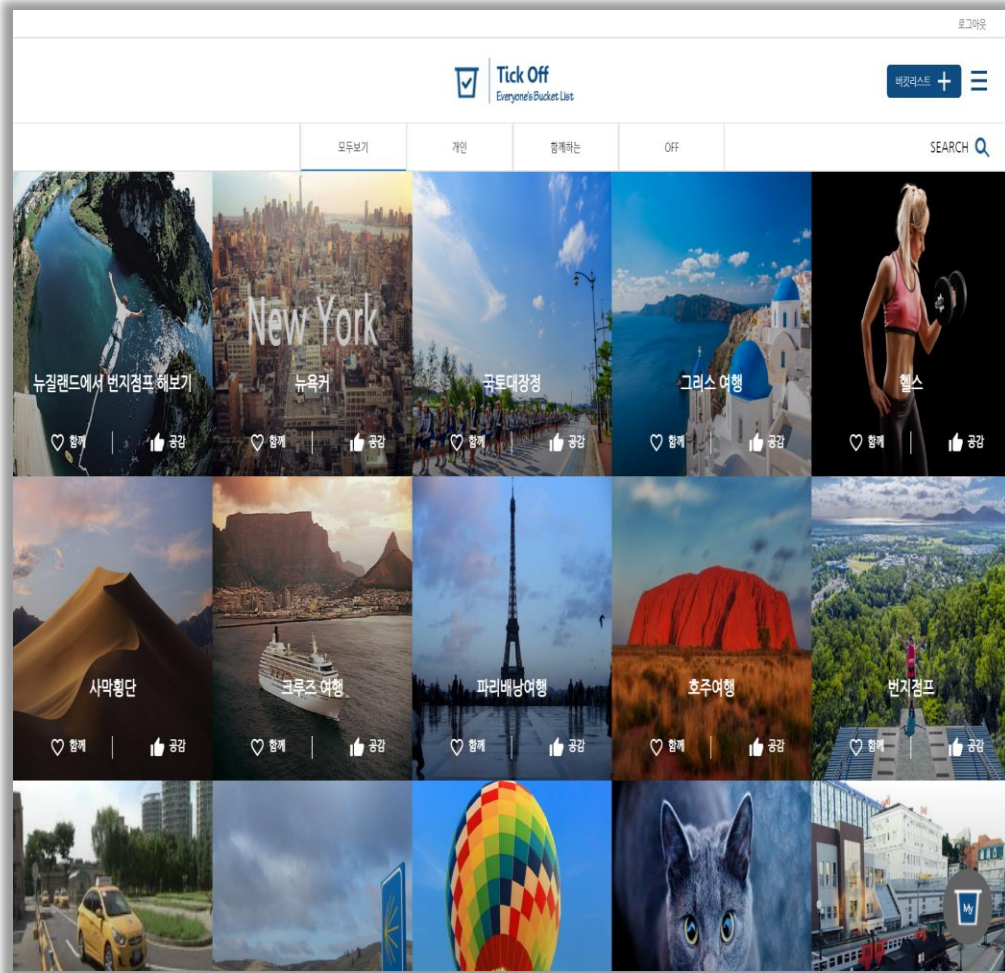 로그아웃
Tick Off
Everyone's Bucket List
버킷리스트
모두보기 개인 함께하는 OFF SEARCH
New York
뉴질랜드에서 번지점프 해보기 뉴욕커 국토대장정 그리스 여행 헬스
함께 공감 함께 공감 함께 공감 함께 공감 함께 공감
사막횡단 크루즈 여행 파리배낭여행 호주여행 번지점프
함께 공감 함께 공감 함께 공감 함께 공감 함께 공감
My